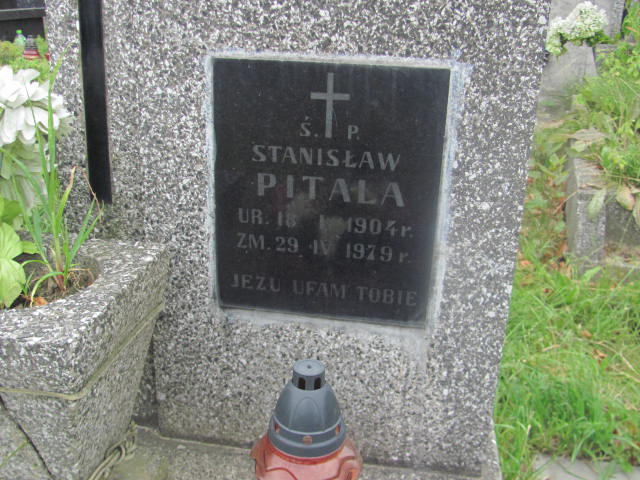 Ś. P.
STANISŁAW
PITALA
UR. 18 I 1904 r.
ZM. 29. IV 1979 r.
JEZU UFAM TOBIE